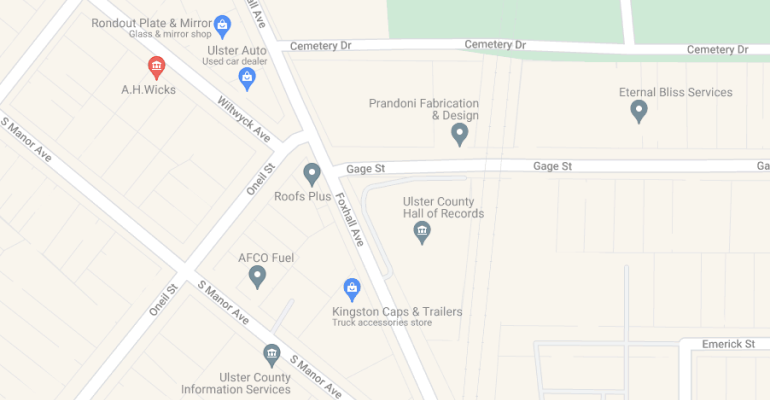 Rondout Plate & Mirror
Glass & mirror shop
hall Ave
Cemetery Dr
Cemetery Dr
Cemetery Dr
Ulster Auto
Used car dealer
A.H.Wicks
Wiltwyck Ave
Eternal Bliss Services
Prandoni Fabrication
& Design
S Manor Ave
Oneil St
Gage St
Gage St
Ga
Roofs Plus
Foxhall Ave
Ulster County
Hall of Records
AFCO Fuel
Oneil St
S Manor Ave
Kingston Caps & Trailers
Truck accessories store
Emerick St
S Manor Ave
Ulster County
Information Services